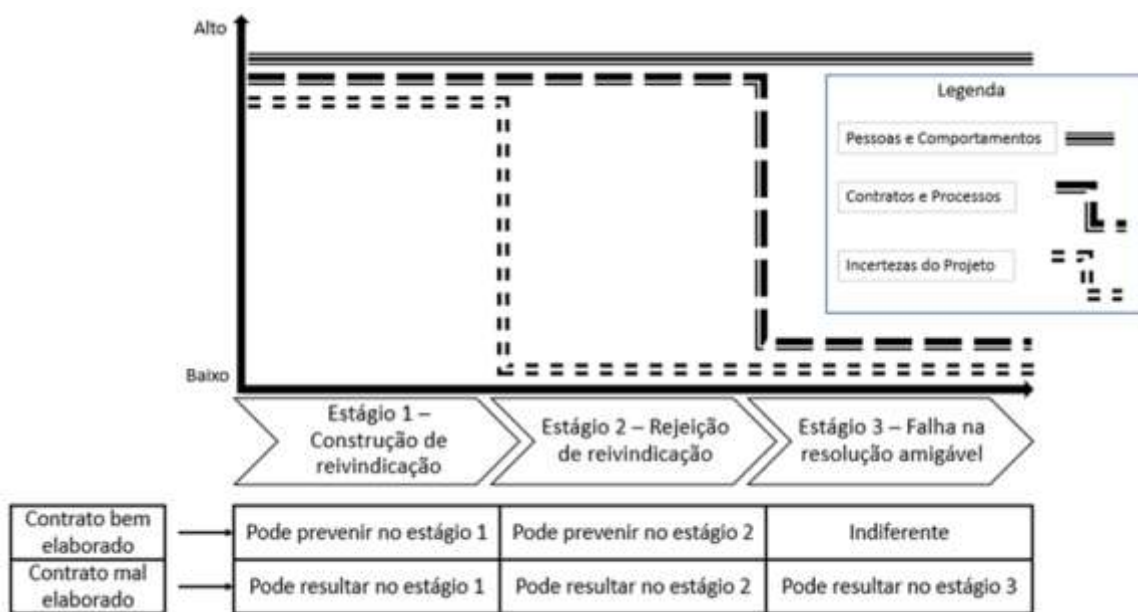 Alto
Legenda
Pessoas e Comportamentos
Contratos e Processos
Incertezas do Projeto
Baixo
Estágio 1 –
Construção de
reivindicação
Estágio 2 – Rejeição
de reivindicação
Estágio 3 – Falha na
resolução amigável
Contrato bem
elaborado
Pode prevenir no estágio 1
Pode prevenir no estágio 2
Indiferente
Contrato mal
elaborado
Pode resultar no estágio 1
Pode resultar no estágio 2
Pode resultar no estágio 3